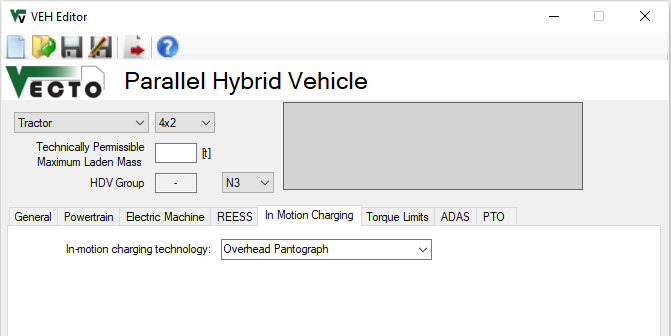 VEH Editor
VECTO
Parallel Hybrid Vehicle
Tractor 4x2
Technically Permissible
Maximum Laden Mass [t]
HDV Group - N3
General Powertrain Electric Machine REESS In Motion Charging Torque Limits ADAS PTO
In-motion charging technology: Overhead Pantograph